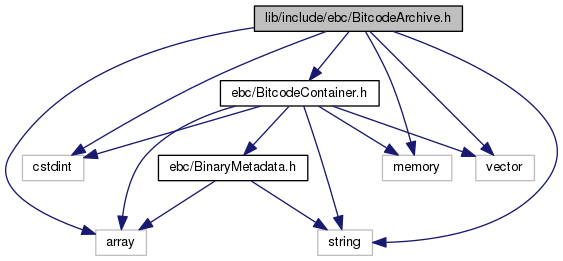 lib/include/ebc/BitcodeArchive.h
ebc/BitcodeContainer.h
cstdint
ebc/BinaryMetadata.h
memory
vector
array
string